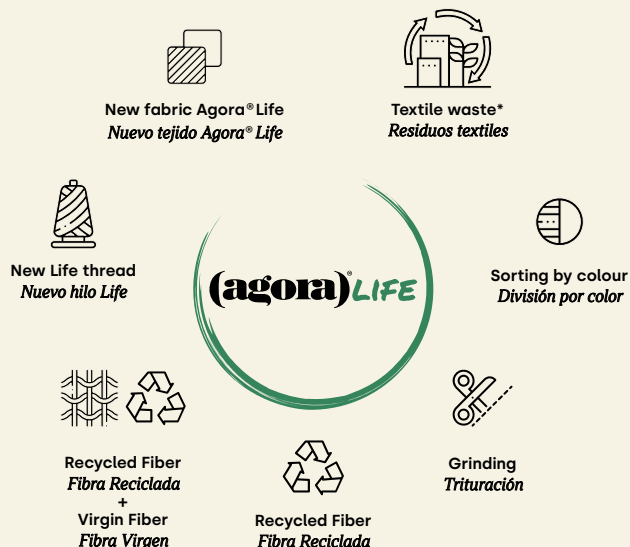 New fabric Agora® Life
Nuevo tejido Agora® Life
Textile waste*
Residuos textiles
New Life thread
Nuevo hilo Life
(agora)® LIFE
Sorting by colour
División por color
Recycled Fiber
Fibra Reciclada
+
Virgin Fiber
Fibra Virgen
Recycled Fiber
Fibra Reciclada
Grinding
Trituración